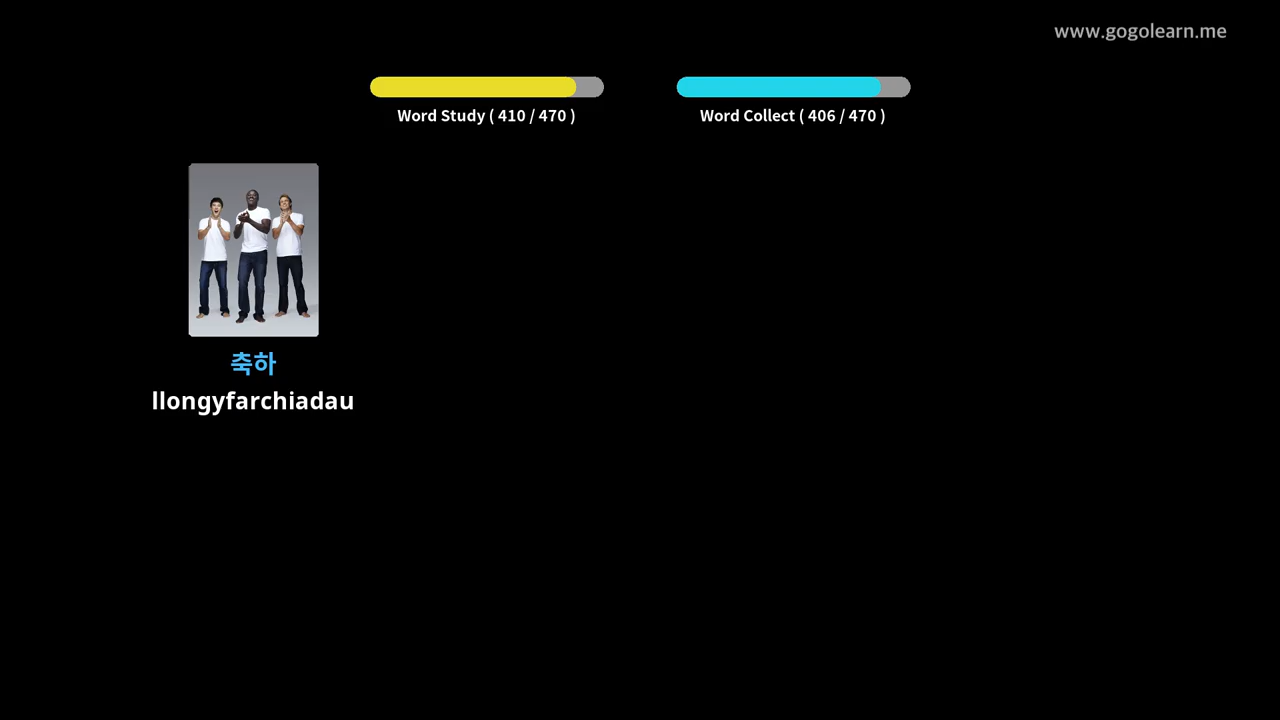 www.gogolearn.me
Word Study ( 410 / 470 )
Word Collect ( 406 / 470 )
축하
llongyfarchiadau